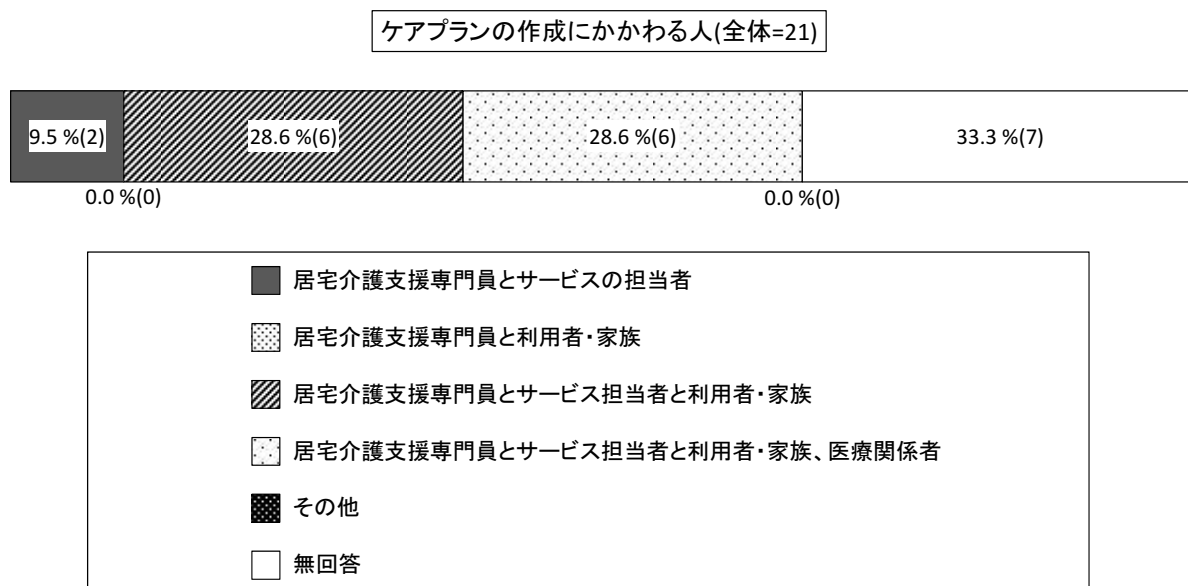 ケアプランの作成にかかわる人(全体=21)
9.5 %(2)
28.6 %(6)
28.6 %(6)
33.3 %(7)
0.0 %(0)
0.0 %(0)
居宅介護支援専門員とサービスの担当者
居宅介護支援専門員と利用者・家族
居宅介護支援専門員とサービス担当者と利用者・家族
居宅介護支援専門員とサービス担当者と利用者・家族、医療関係者
その他
無回答